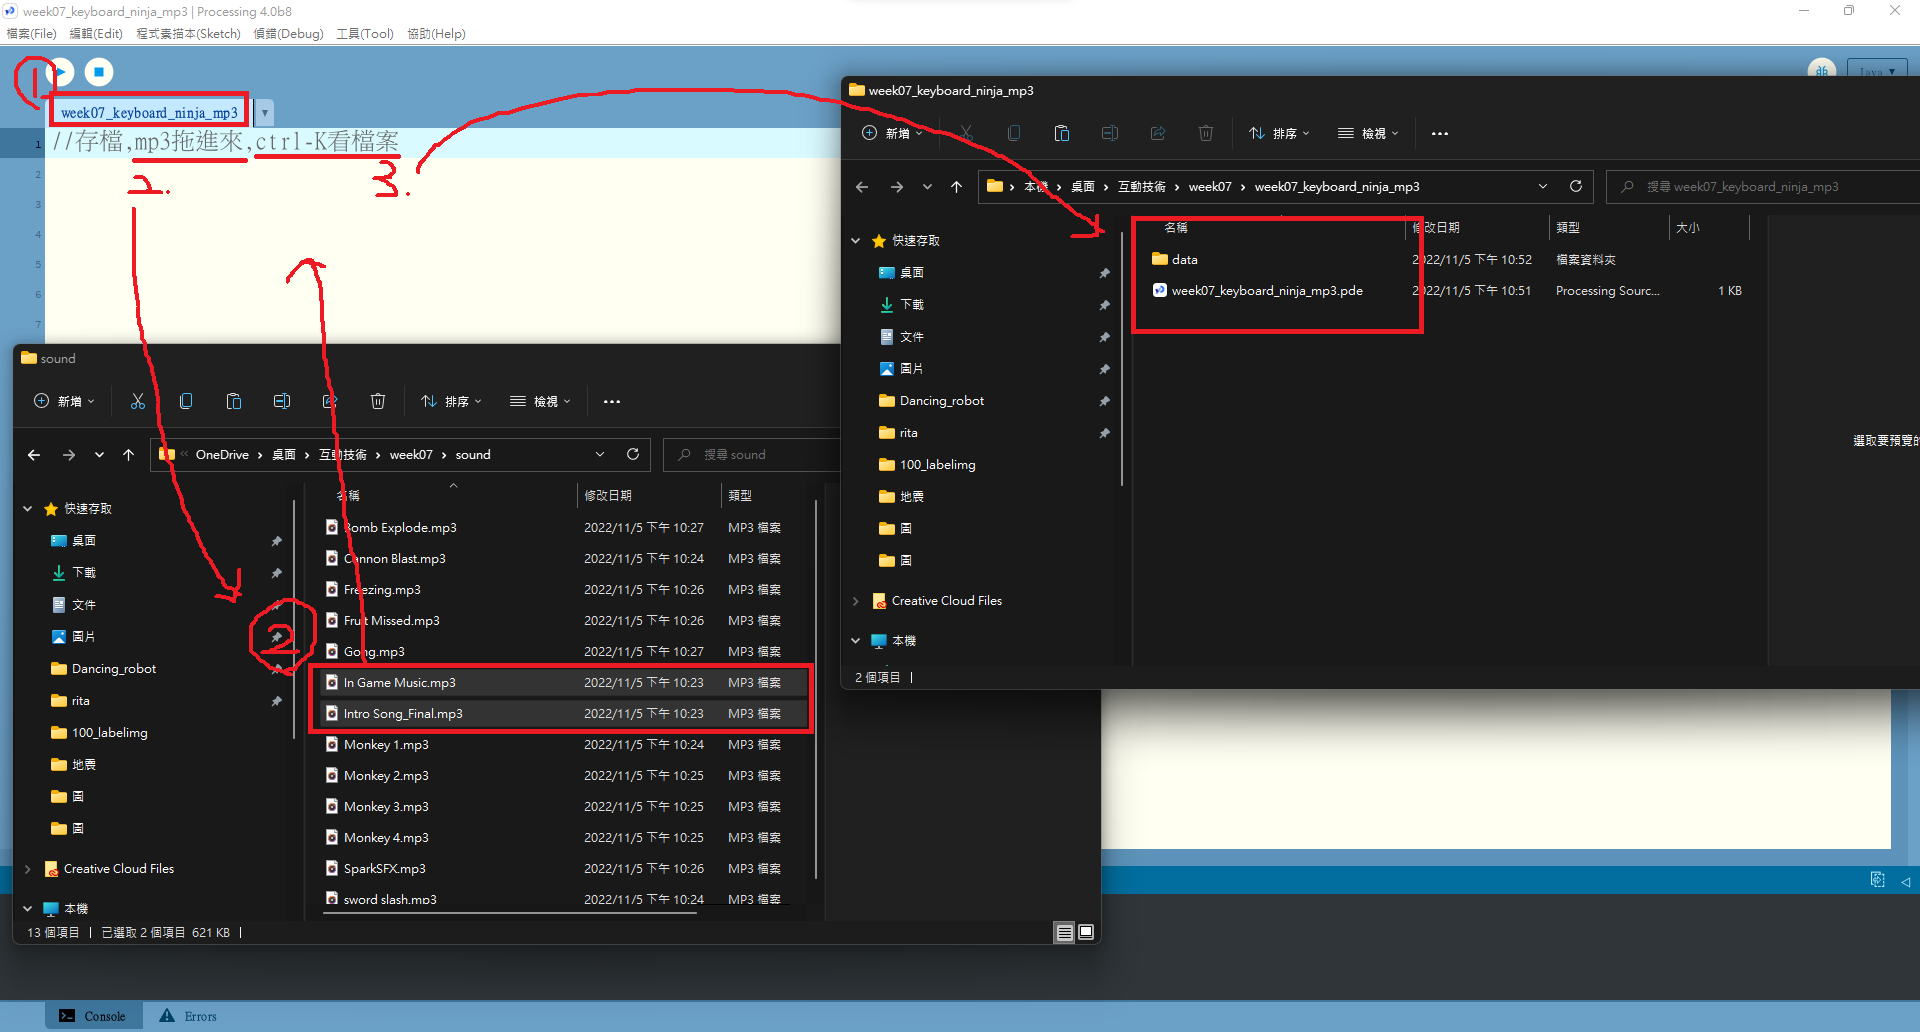 week07_keyboard_ninja_mp3 | Processing 4.0b8
檔案(File) 編輯(Edit) 程式素描本(Sketch) 偵錯(Debug) 工具(Tool) 協助(Help)
1
Java
week07_keyboard_ninja_mp3
1 //存檔,mp3拖進來,ctrl-K看檔案
2
3
4
5
6
7
2.
3.
week07_keyboard_ninja_mp3
新增 排序 檢視
本機 > 桌面 > 互動技術 > week07 > week07_keyboard_ninja_mp3
搜尋 week07_keyboard_ninja_mp3
快速存取
桌面
下載
文件
圖片
Dancing_robot
rita
100_labelimg
地震
圖
圖
Creative Cloud Files
本機
名稱 修改日期 類型 大小
data 2022/11/5 下午 10:52 檔案資料夾
week07_keyboard_ninja_mp3.pde 2022/11/5 下午 10:51 Processing Sourc... 1 KB
選取要預覽的
2 個項目
sound
新增 排序 檢視
« OneDrive > 桌面 > 互動技術 > week07 > sound
搜尋 sound
快速存取
桌面
下載
文件
圖片
Dancing_robot
rita
100_labelimg
地震
圖
圖
Creative Cloud Files
本機
2
名稱 修改日期 類型
Bomb Explode.mp3 2022/11/5 下午 10:27 MP3 檔案
Cannon Blast.mp3 2022/11/5 下午 10:24 MP3 檔案
Freezing.mp3 2022/11/5 下午 10:26 MP3 檔案
Fruit Missed.mp3 2022/11/5 下午 10:26 MP3 檔案
Gong.mp3 2022/11/5 下午 10:27 MP3 檔案
In Game Music.mp3 2022/11/5 下午 10:23 MP3 檔案
Intro Song_Final.mp3 2022/11/5 下午 10:23 MP3 檔案
Monkey 1.mp3 2022/11/5 下午 10:24 MP3 檔案
Monkey 2.mp3 2022/11/5 下午 10:25 MP3 檔案
Monkey 3.mp3 2022/11/5 下午 10:25 MP3 檔案
Monkey 4.mp3 2022/11/5 下午 10:25 MP3 檔案
SparkSFX.mp3 2022/11/5 下午 10:26 MP3 檔案
sword slash.mp3 2022/11/5 下午 10:24 MP3 檔案
13 個項目 已選取 2 個項目 621 KB
Console Errors